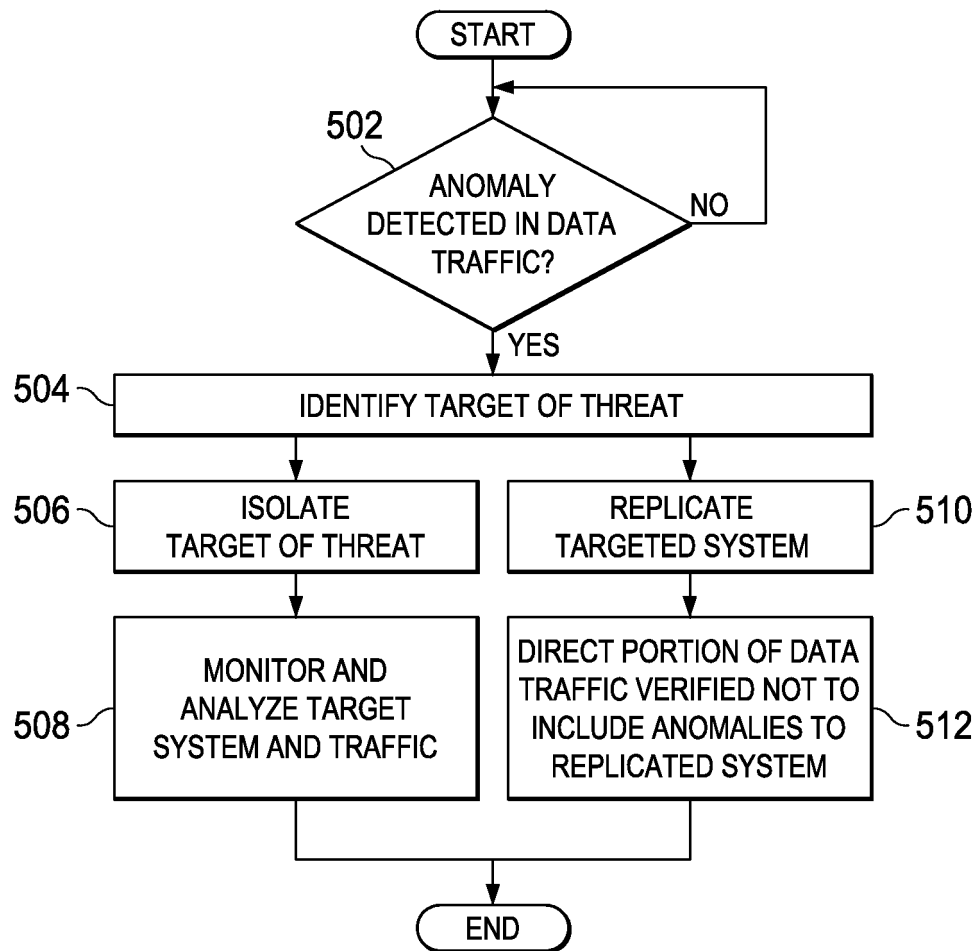 START
502
ANOMALY
DETECTED IN DATA
TRAFFIC?
NO
YES
504
IDENTIFY TARGET OF THREAT
506
ISOLATE
TARGET OF THREAT
REPLICATE
TARGETED SYSTEM
510
508
MONITOR AND
ANALYZE TARGET
SYSTEM AND TRAFFIC
DIRECT PORTION OF DATA
TRAFFIC VERIFIED NOT TO
INCLUDE ANOMALIES TO
REPLICATED SYSTEM
512
END